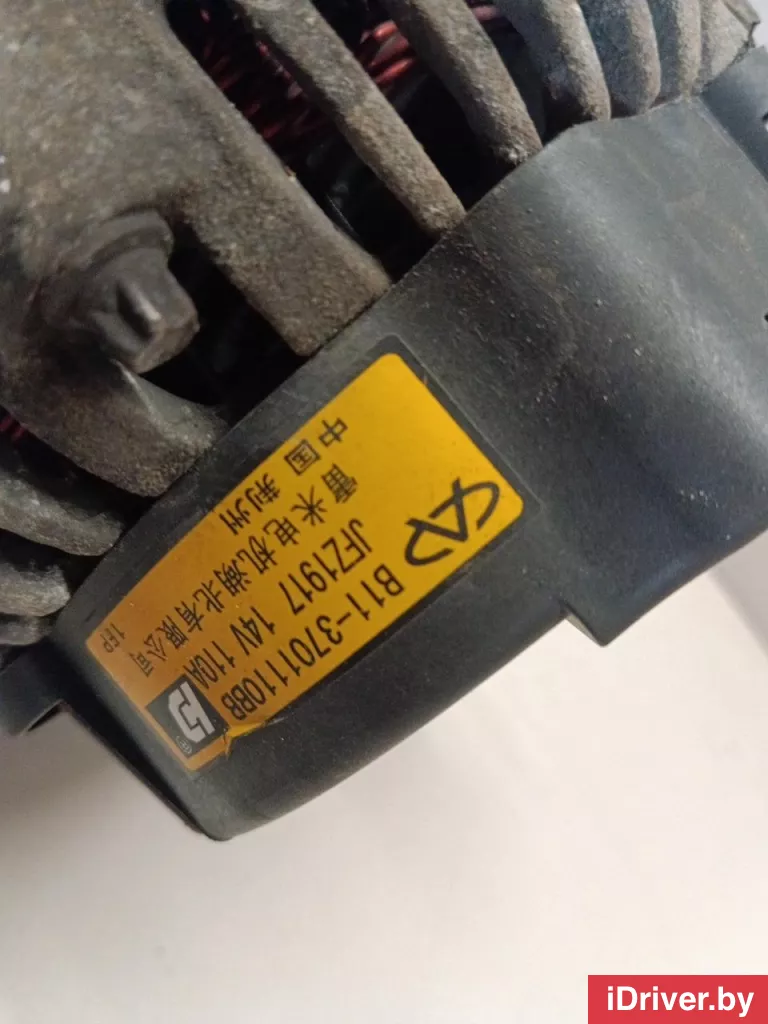 B11-3701110BB
JFZ1917 14V 110A
雷米电机湖北有限公司
中国 荆州
1EP
iDriver.by